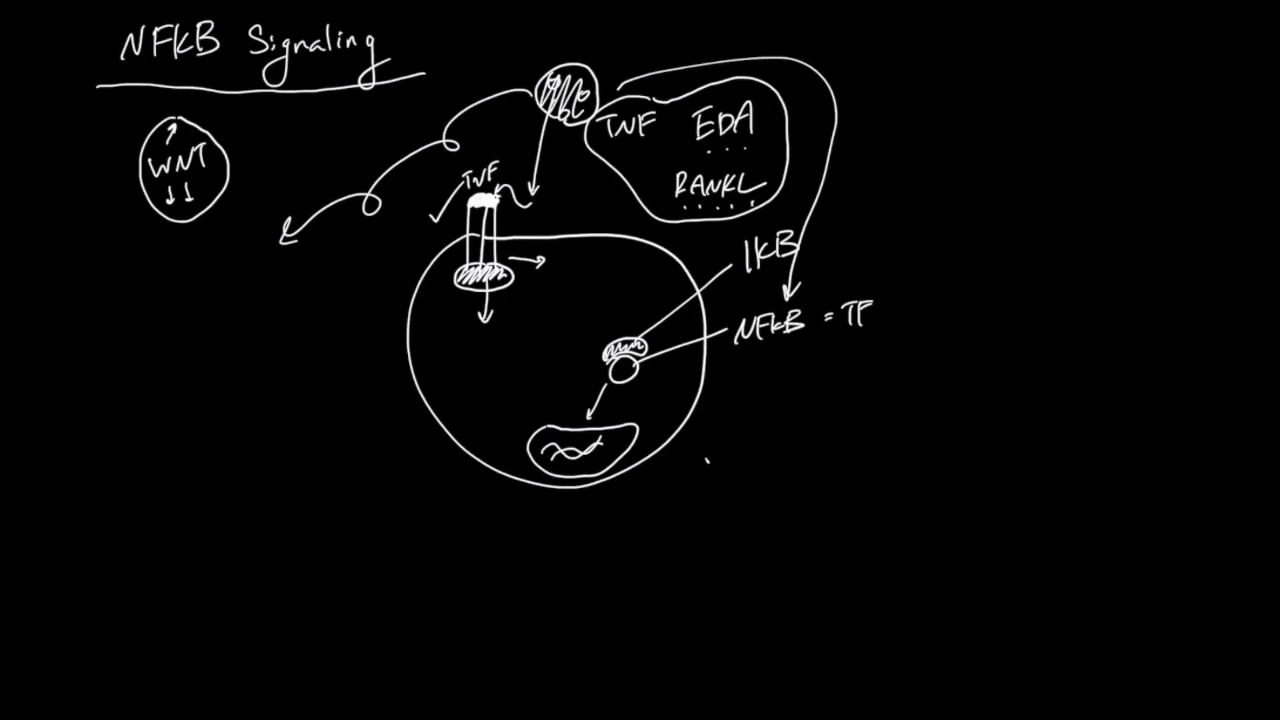 NFKB Signaling
WNT
TNF EDA
RANKL
TNF
IKB
NFKB = TF